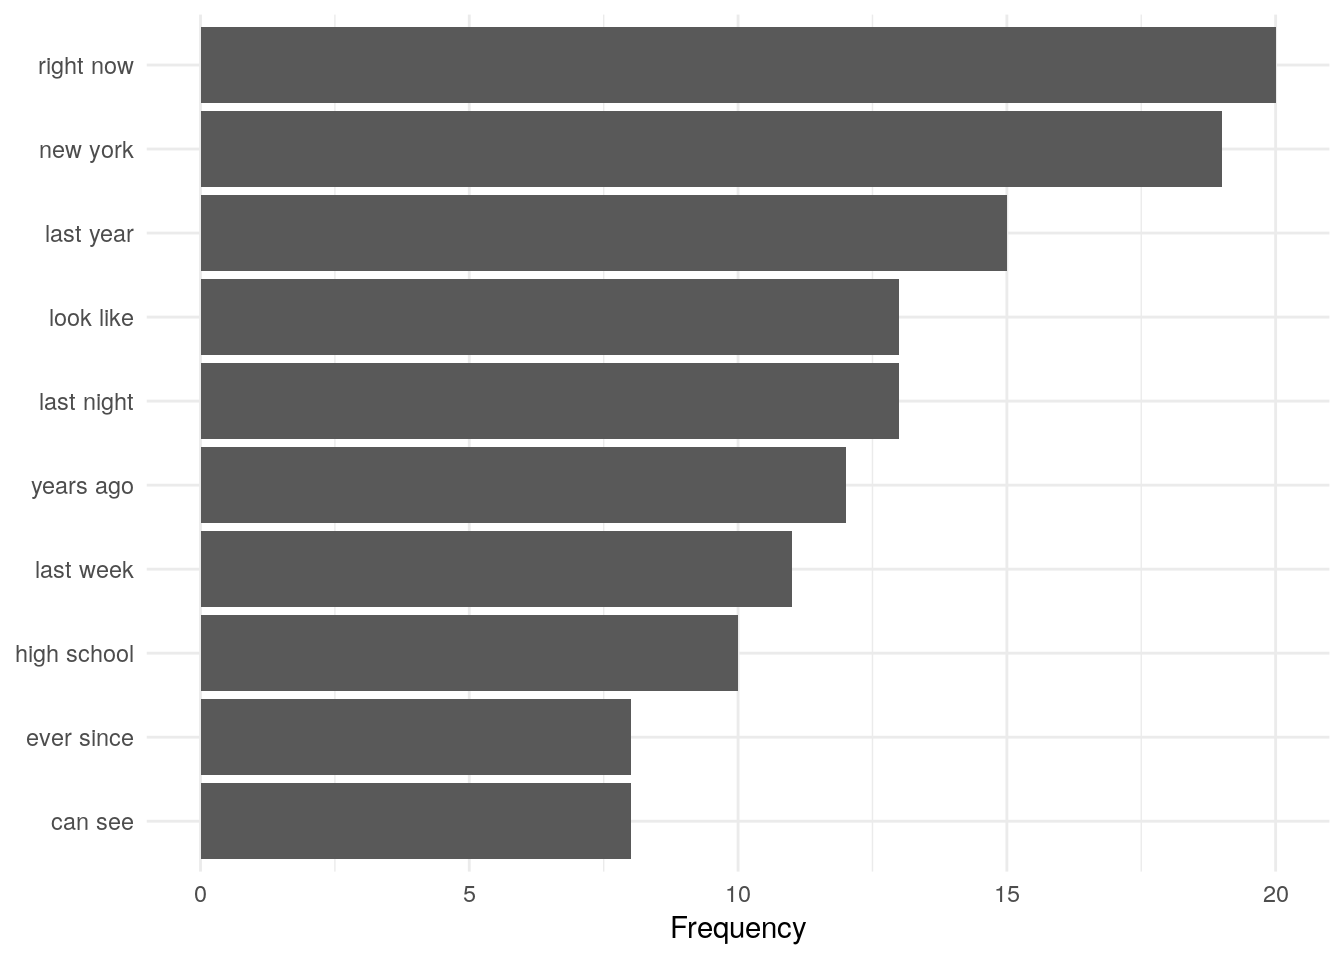 right now
new york
last year
look like
last night
years ago
last week
high school
ever since
can see
0 5 10 15 20
Frequency